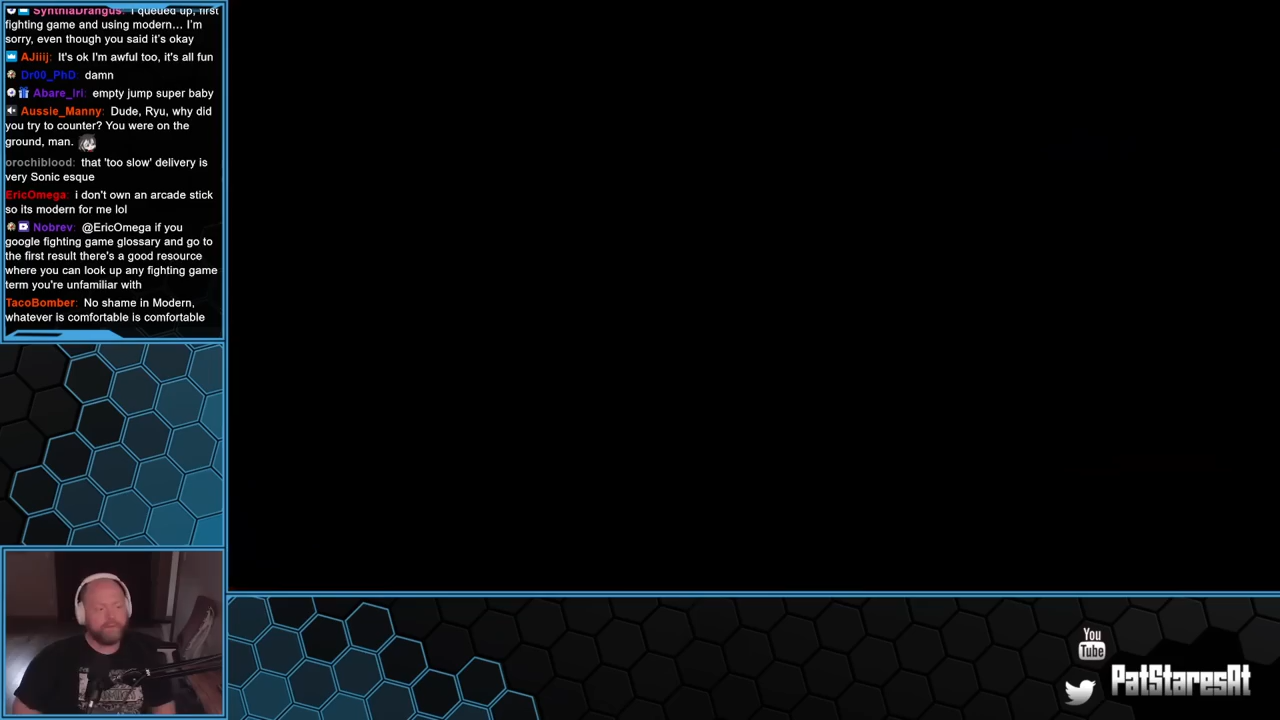 SynthiaDrangus: I queued up, first
fighting game and using modern... I'm
sorry, even though you said it's okay
AJiiij: It's ok I'm awful too, it's all fun
Dr00_PhD: damn
Abare_Iri: empty jump super baby
Aussie_Manny: Dude, Ryu, why did
you try to counter? You were on the
ground, man.
orochiblood: that 'too slow' delivery is
very Sonic esque
EricOmega: i don't own an arcade stick
so its modern for me lol
Nobrev: @EricOmega if you
google fighting game glossary and go to
the first result there's a good resource
where you can look up any fighting game
term you're unfamiliar with
TacoBomber: No shame in Modern,
whatever is comfortable is comfortable
You
Tube
PatStaresAt